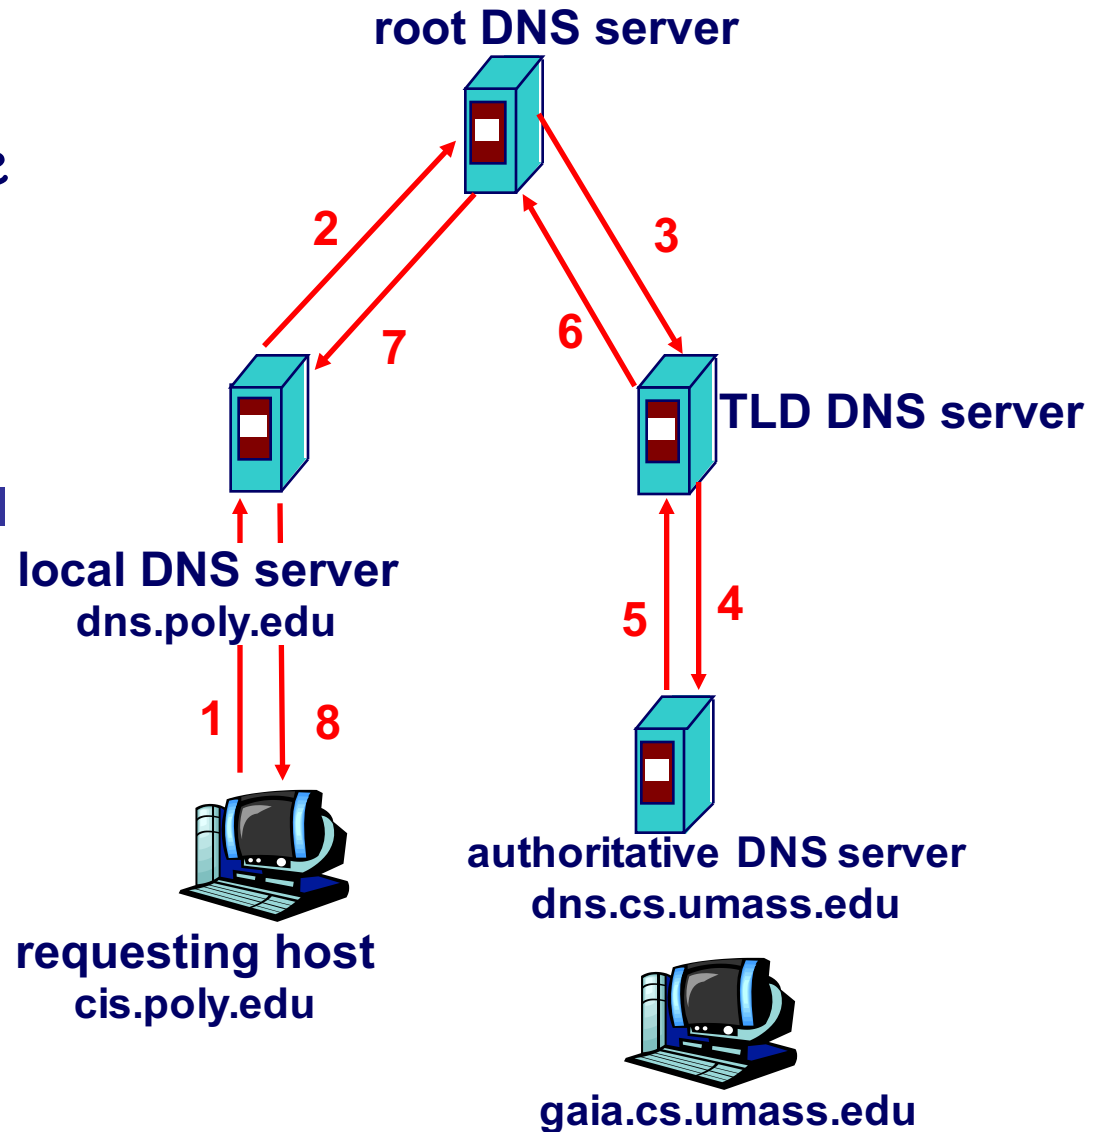 root DNS server
2
3
7
6
TLD DNS server
local DNS server
dns.poly.edu
5
4
1
8
authoritative DNS server
dns.cs.umass.edu
requesting host
cis.poly.edu
gaia.cs.umass.edu